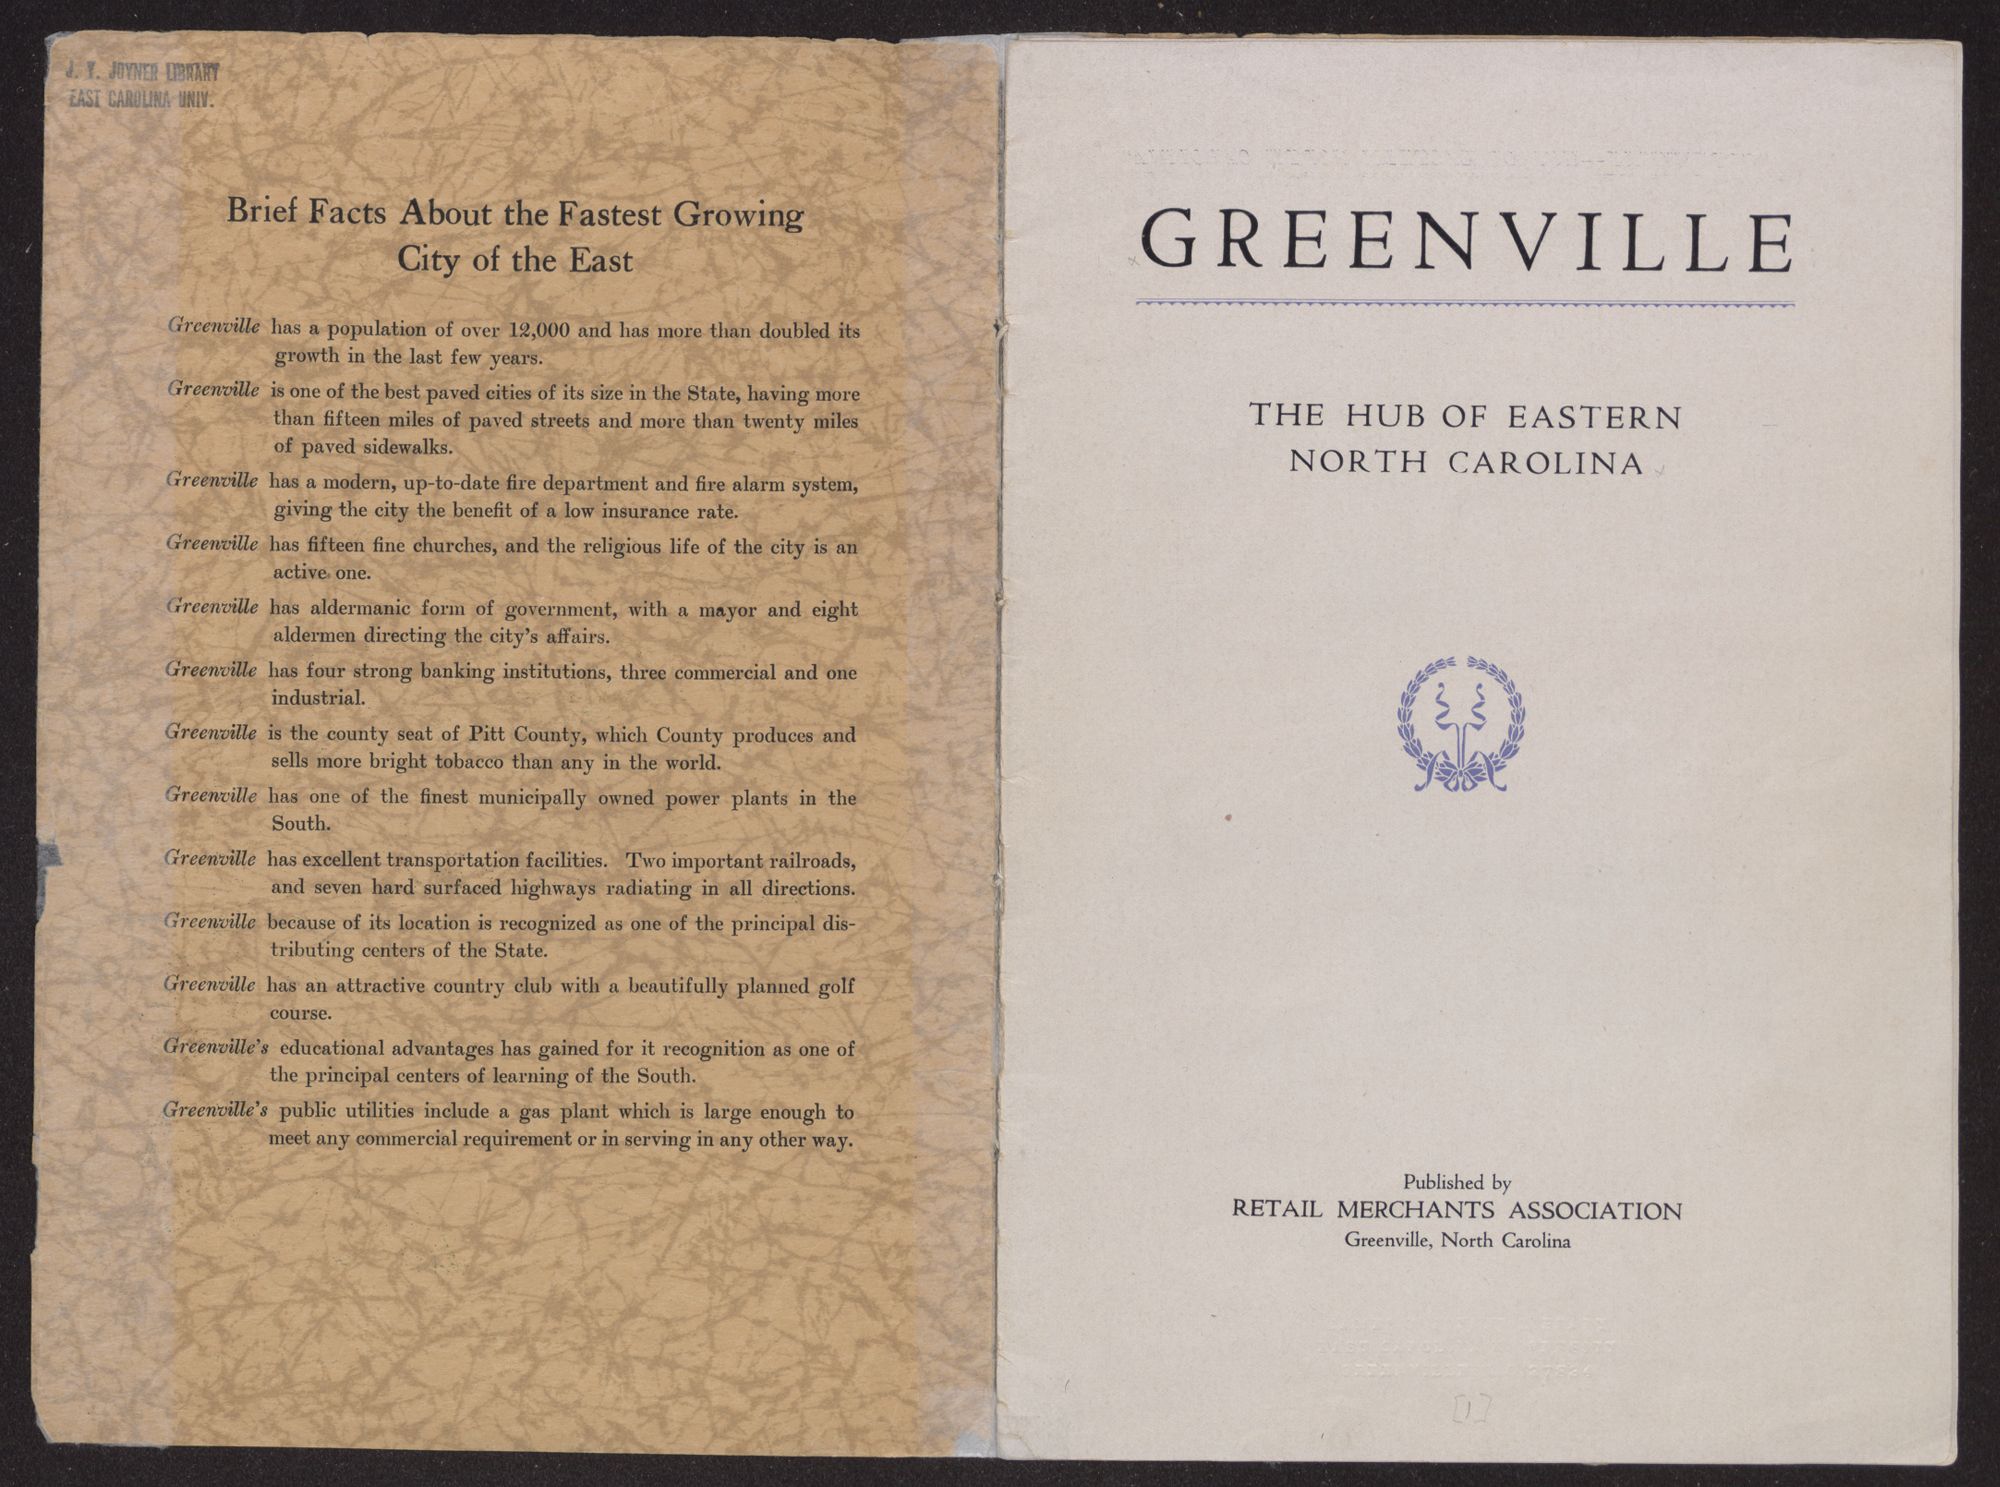 J. Y. JOYNER LIBRARY
EAST CAROLINA UNIV.
Brief Facts About the Fastest Growing
City of the East
Greenville has a population of over 12,000 and has more than doubled its
growth in the last few years.
Greenville is one of the best paved cities of its size in the State, having more
than fifteen miles of paved streets and more than twenty miles
of paved sidewalks.
Greenville has a modern, up-to-date fire department and fire alarm system,
giving the city the benefit of a low insurance rate.
Greenville has fifteen fine churches, and the religious life of the city is an
active one.
Greenville has aldermanic form of government, with a mayor and eight
aldermen directing the city's affairs.
Greenville has four strong banking institutions, three commercial and one
industrial.
Greenville is the county seat of Pitt County, which County produces and
sells more bright tobacco than any in the world.
Greenville has one of the finest municipally owned power plants in the
South.
Greenville has excellent transportation facilities. Two important railroads,
and seven hard surfaced highways radiating in all directions.
Greenville because of its location is recognized as one of the principal dis-
tributing centers of the State.
Greenville has an attractive country club with a beautifully planned golf
course.
Greenville's educational advantages has gained for it recognition as one of
the principal centers of learning of the South.
Greenville's public utilities include a gas plant which is large enough to
meet any commercial requirement or in serving in any other way.
GREENVILLE
THE HUB OF EASTERN
NORTH CAROLINA
Published by
RETAIL MERCHANTS ASSOCIATION
Greenville, North Carolina
[1]